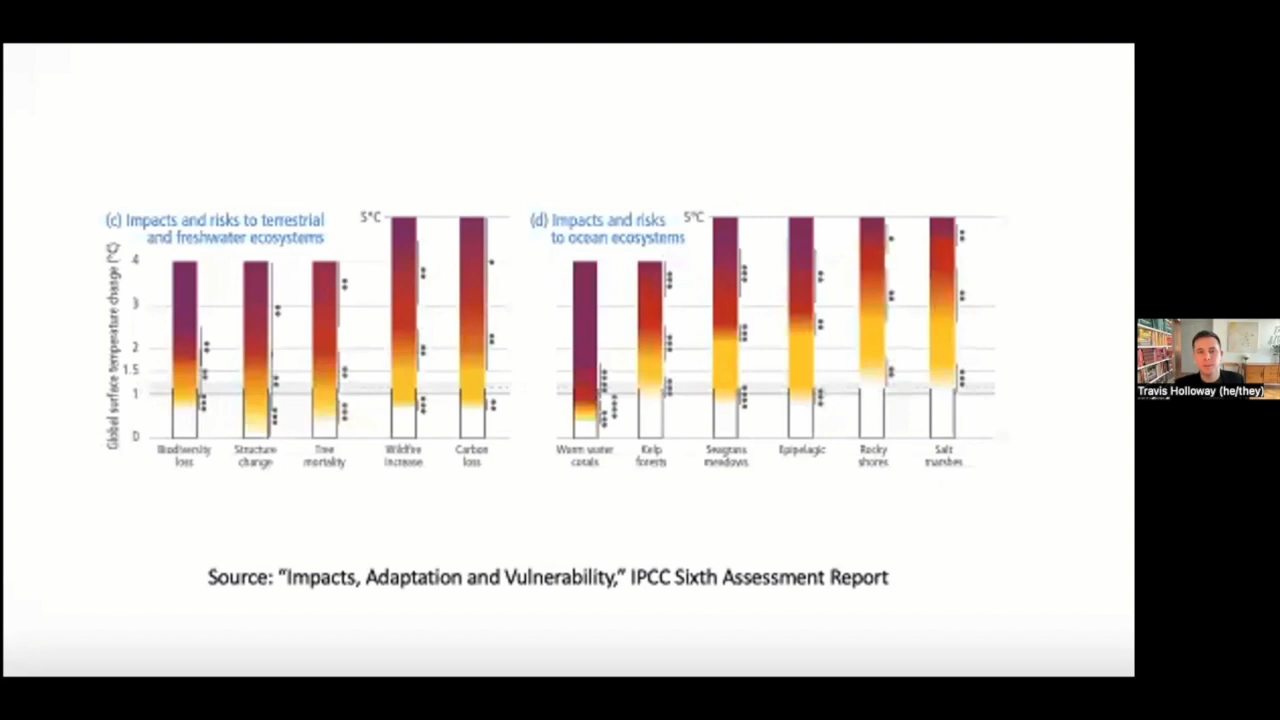 (c) Impacts and risks to terrestrial
and freshwater ecosystems
Global surface temperature change (°C)
5°C
4
3
2
1.5
1
0
Biodiversity
loss
Structure
change
Tree
mortality
Wildfire
increase
Carbon
loss
(d) Impacts and risks
to ocean ecosystems
5°C
Warm water
corals
Kelp
forests
Seagrass
meadows
Epipelagic
Rocky
shores
Salt
marshes
Source: “Impacts, Adaptation and Vulnerability,” IPCC Sixth Assessment Report
Travis Holloway (he/they)